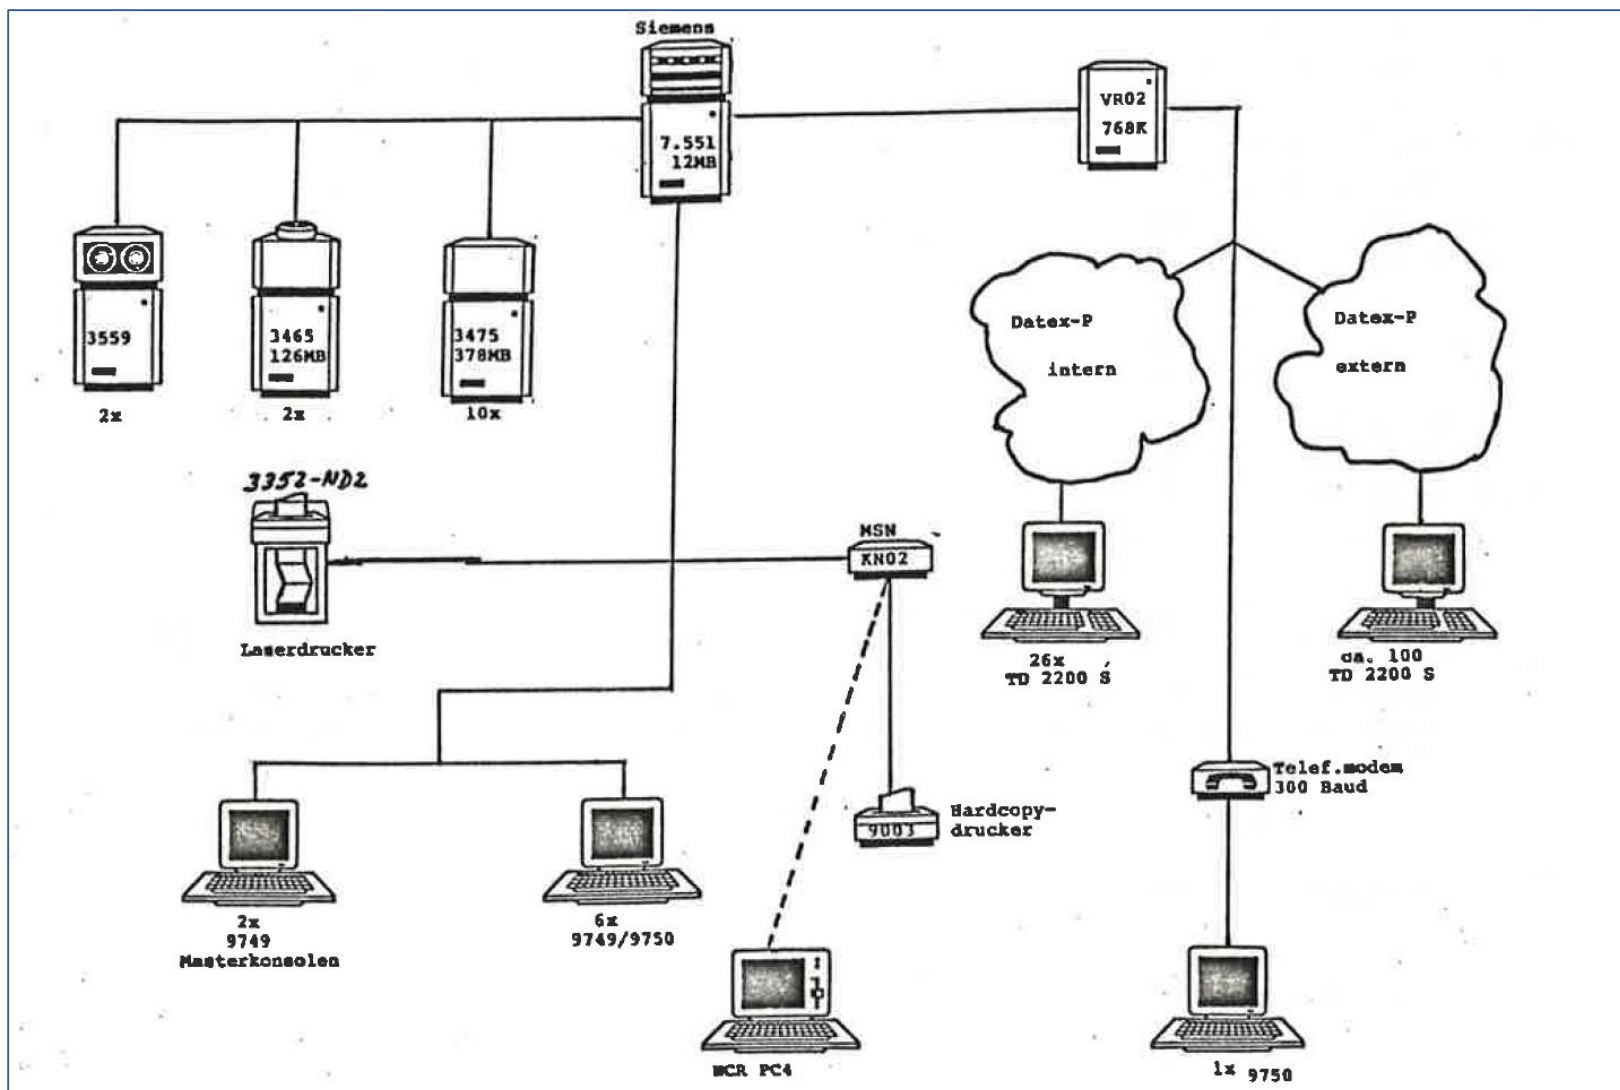 Siemens
7.551
12MB
VR02
768K
3559
2x
3465
126MB
2x
3475
378MB
10x
Datex-P
intern
Datex-P
extern
3352-ND2
Laserdrucker
MSN
KN02
26x
TD 2200 S
ca. 100
TD 2200 S
Telef.modem
300 Baud
9003
Hardcopy-
drucker
2x
9749
Masterkonsolen
6x
9749/9750
NCR PC4
1x 9750